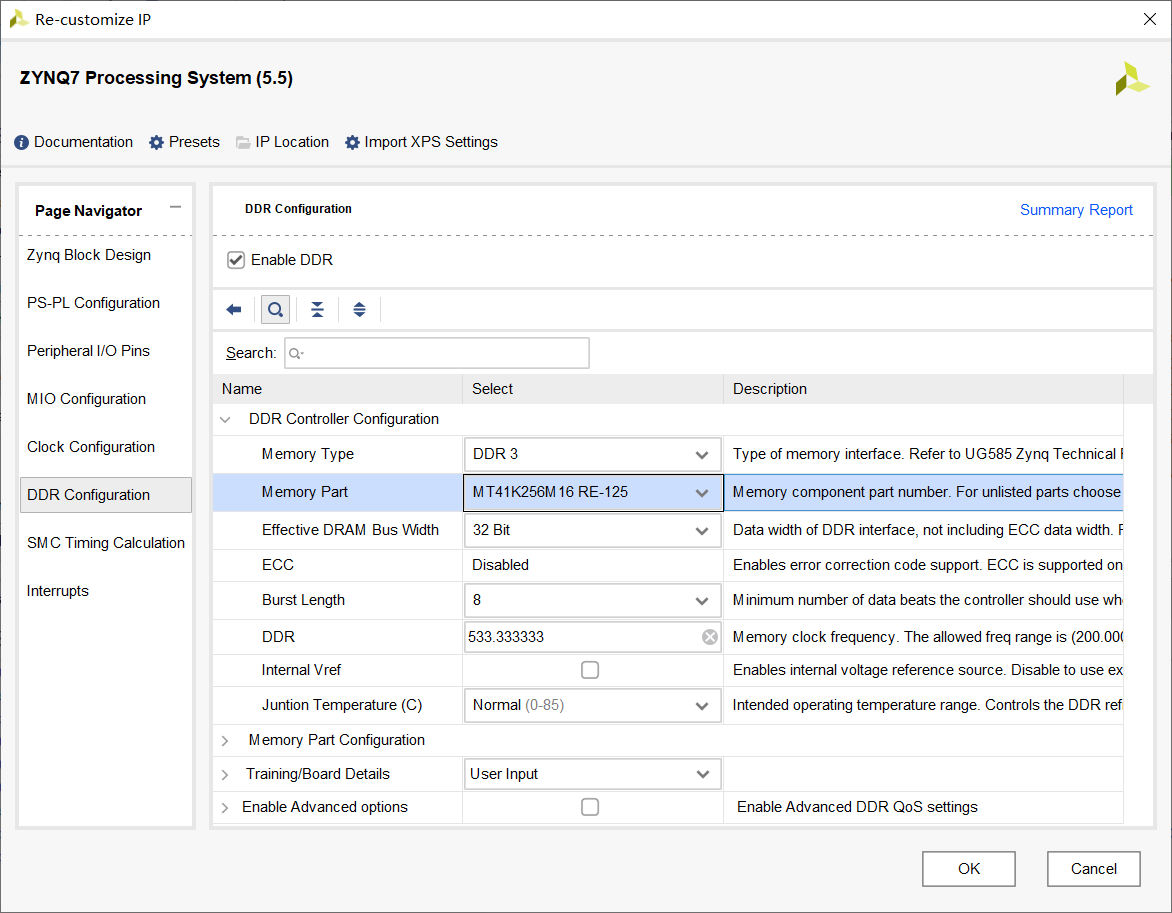 Re-customize IP
ZYNQ7 Processing System (5.5)
Documentation Presets IP Location Import XPS Settings
Page Navigator
Zynq Block Design
PS-PL Configuration
Peripheral I/O Pins
MIO Configuration
Clock Configuration
DDR Configuration
SMC Timing Calculation
Interrupts
DDR Configuration Summary Report
Enable DDR
Search:
Name Select Description
DDR Controller Configuration
Memory Type DDR 3 Type of memory interface. Refer to UG585 Zynq Technical
Memory Part MT41K256M16 RE-125 Memory component part number. For unlisted parts choose
Effective DRAM Bus Width 32 Bit Data width of DDR interface, not including ECC data width.
ECC Disabled Enables error correction code support. ECC is supported on
Burst Length 8 Minimum number of data beats the controller should use
DDR 533.333333 Memory clock frequency. The allowed freq range is (200.000
Internal Vref Enables internal voltage reference source. Disable to use ex
Juntion Temperature (C) Normal (0-85) Intended operating temperature range. Controls the DDR
Memory Part Configuration
Training/Board Details User Input
Enable Advanced options Enable Advanced DDR QoS settings
OK Cancel